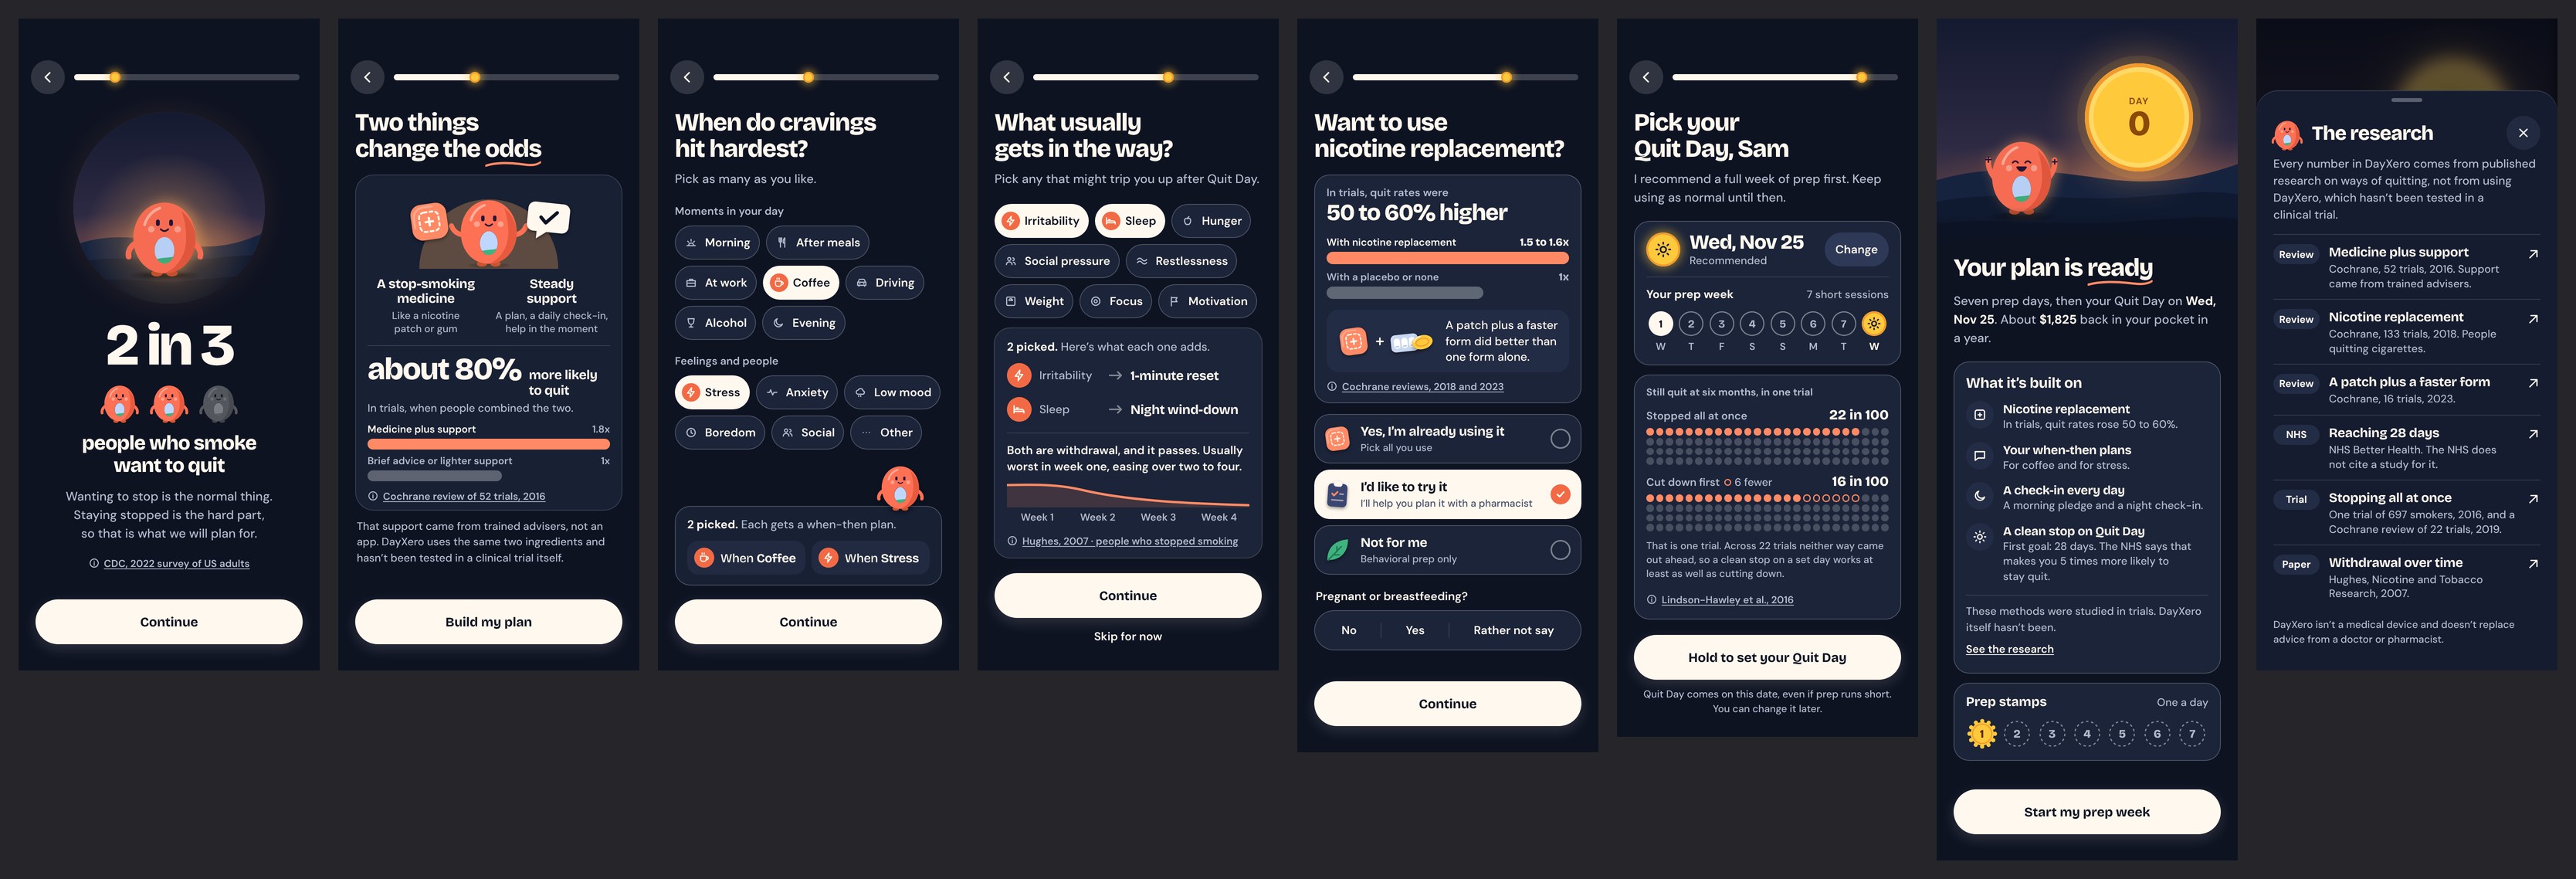 2 in 3
people who smoke
want to quit
Wanting to stop is the normal thing.
Staying stopped is the hard part,
so that is what we will plan for.
CDC, 2022 survey of US adults
Continue
Two things
change the odds
A stop-smoking
medicine
Like a nicotine
patch or gum
Steady
support
A plan, a daily check-in,
help in the moment
about 80% more likely
to quit
In trials, when people combined the two.
Medicine plus support 1.8x
Brief advice or lighter support 1x
Cochrane review of 52 trials, 2016
That support came from trained advisers, not an
app. DayXero uses the same two ingredients and
hasn't been tested in a clinical trial itself.
Build my plan
When do cravings
hit hardest?
Pick as many as you like.
Moments in your day
Morning After meals
At work Coffee Driving
Alcohol Evening
Feelings and people
Stress Anxiety Low mood
Boredom Social Other
2 picked. Each gets a when-then plan.
When Coffee When Stress
Continue
What usually
gets in the way?
Pick any that might trip you up after Quit Day.
Irritability Sleep Hunger
Social pressure Restlessness
Weight Focus Motivation
2 picked. Here's what each one adds.
Irritability → 1-minute reset
Sleep → Night wind-down
Both are withdrawal, and it passes. Usually
worst in week one, easing over two to four.
Week 1 Week 2 Week 3 Week 4
Hughes, 2007 · people who stopped smoking
Continue
Skip for now
Want to use
nicotine replacement?
In trials, quit rates were
50 to 60% higher
With nicotine replacement 1.5 to 1.6x
With a placebo or none 1x
+
A patch plus a faster
form did better than
one form alone.
Cochrane reviews, 2018 and 2023
Yes, I'm already using it
Pick all you use
I'd like to try it
I'll help you plan it with a pharmacist
Not for me
Behavioral prep only
Pregnant or breastfeeding?
No Yes Rather not say
Continue
Pick your
Quit Day, Sam
I recommend a full week of prep first. Keep
using as normal until then.
Wed, Nov 25
Recommended
Change
Your prep week 7 short sessions
1 2 3 4 5 6 7
W T F S S M T W
Still quit at six months, in one trial
Stopped all at once 22 in 100
Cut down first 6 fewer 16 in 100
That is one trial. Across 22 trials neither way came
out ahead, so a clean stop on a set day works at
least as well as cutting down.
Lindson-Hawley et al., 2016
Hold to set your Quit Day
Quit Day comes on this date, even if prep runs short.
You can change it later.
DAY
0
Your plan is ready
Seven prep days, then your Quit Day on Wed,
Nov 25. About $1,825 back in your pocket in
a year.
What it's built on
Nicotine replacement
In trials, quit rates rose 50 to 60%.
Your when-then plans
For coffee and for stress.
A check-in every day
A morning pledge and a night check-in.
A clean stop on Quit Day
First goal: 28 days. The NHS says that
makes you 5 times more likely to
stay quit.
These methods were studied in trials. DayXero
itself hasn't been.
See the research
Prep stamps One a day
1 2 3 4 5 6 7
Start my prep week
The research
Every number in DayXero comes from published
research on ways of quitting, not from using
DayXero, which hasn't been tested in a
clinical trial.
Review Medicine plus support
Cochrane, 52 trials, 2016. Support
came from trained advisers.
Review Nicotine replacement
Cochrane, 133 trials, 2018. People
quitting cigarettes.
Review A patch plus a faster form
Cochrane, 16 trials, 2023.
NHS Reaching 28 days
NHS Better Health. The NHS does
not cite a study for it.
Trial Stopping all at once
One trial of 697 smokers, 2016, and a
Cochrane review of 22 trials, 2019.
Paper Withdrawal over time
Hughes, Nicotine and Tobacco
Research, 2007.
DayXero isn't a medical device and doesn't replace
advice from a doctor or pharmacist.